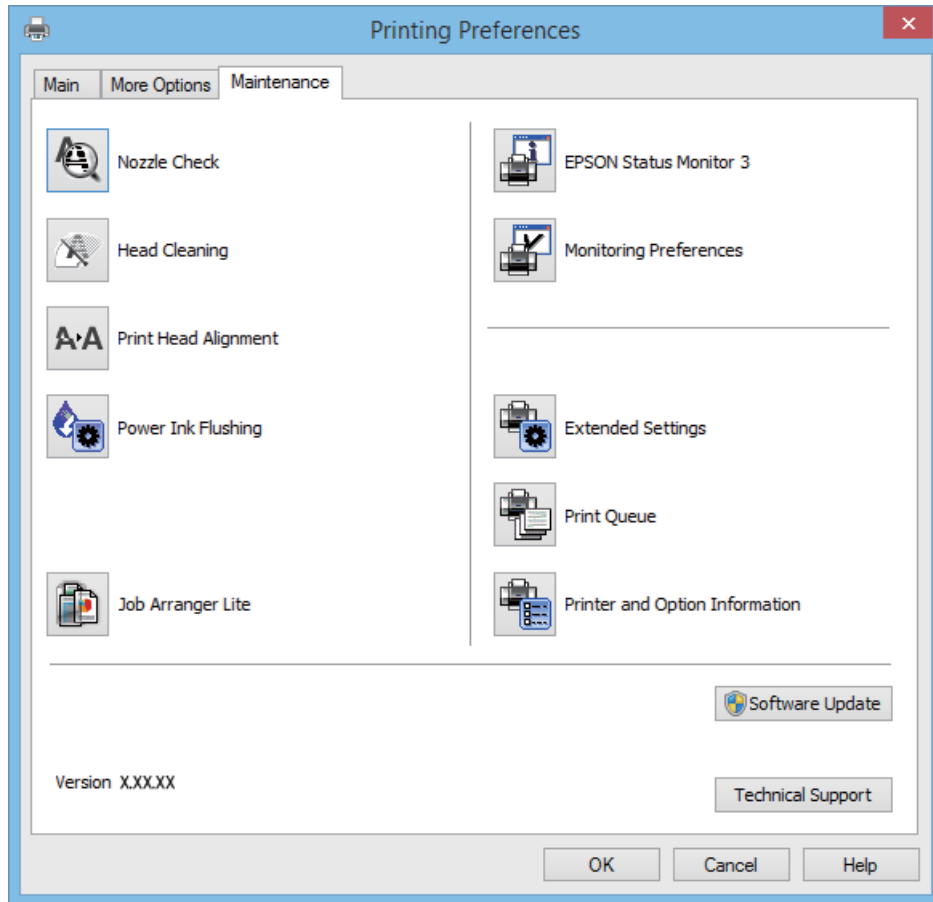 Printing Preferences
Main
More Options
Maintenance
Nozzle Check
Head Cleaning
Print Head Alignment
Power Ink Flushing
Job Arranger Lite
EPSON Status Monitor 3
Monitoring Preferences
Extended Settings
Print Queue
Printer and Option Information
Software Update
Version X.XX.XX
Technical Support
OK
Cancel
Help